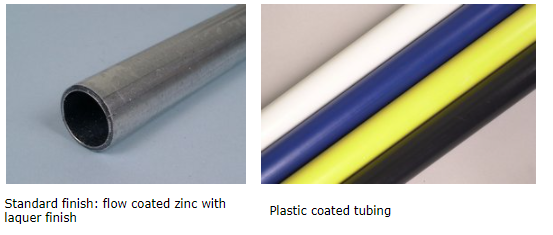 Standard finish: flow coated zinc with
laquer finish
Plastic coated tubing